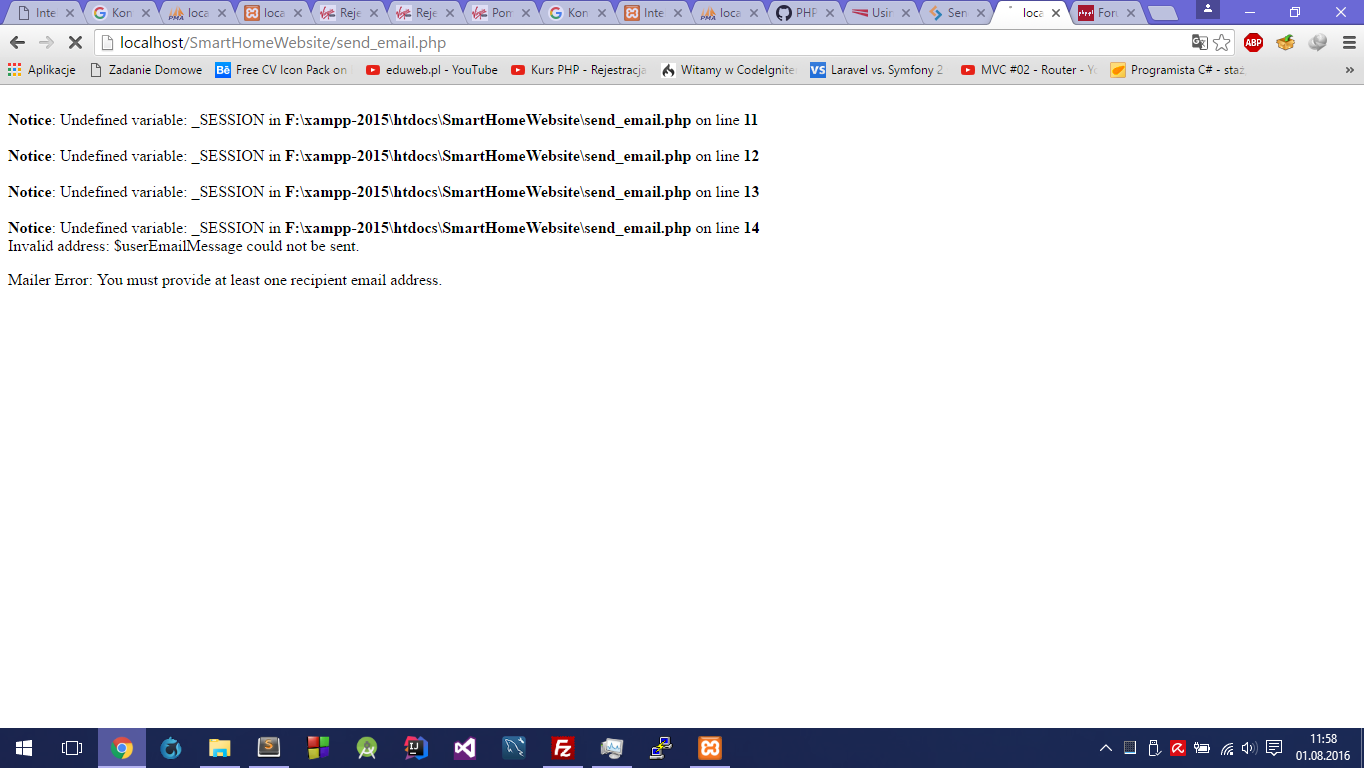 Inte
Kon
loca
loca
Reje
Reje
Pom
Kon
Inte
loca
PHP
Usin
Sen
loca
For
localhost/SmartHomeWebsite/send_email.php
ABP
Aplikacje
Zadanie Domowe
Bē Free CV Icon Pack on
eduweb.pl - YouTube
Kurs PHP - Rejestracja
Witamy w CodeIgnite
VS Laravel vs. Symfony 2
MVC #02 - Router - Yo
Programista C# - staż
»
Notice: Undefined variable: _SESSION in F:\xampp-2015\htdocs\SmartHomeWebsite\send_email.php on line 11
Notice: Undefined variable: _SESSION in F:\xampp-2015\htdocs\SmartHomeWebsite\send_email.php on line 12
Notice: Undefined variable: _SESSION in F:\xampp-2015\htdocs\SmartHomeWebsite\send_email.php on line 13
Notice: Undefined variable: _SESSION in F:\xampp-2015\htdocs\SmartHomeWebsite\send_email.php on line 14
Invalid address: $userEmailMessage could not be sent.
Mailer Error: You must provide at least one recipient email address.
11:58
01.08.2016